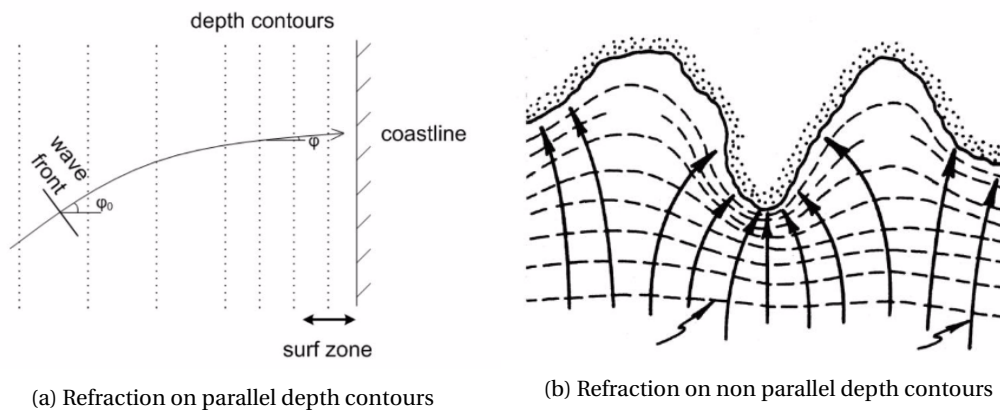 depth contours
coastline
φ
wave
front
φ₀
surf zone
(a) Refraction on parallel depth contours
(b) Refraction on non parallel depth contours